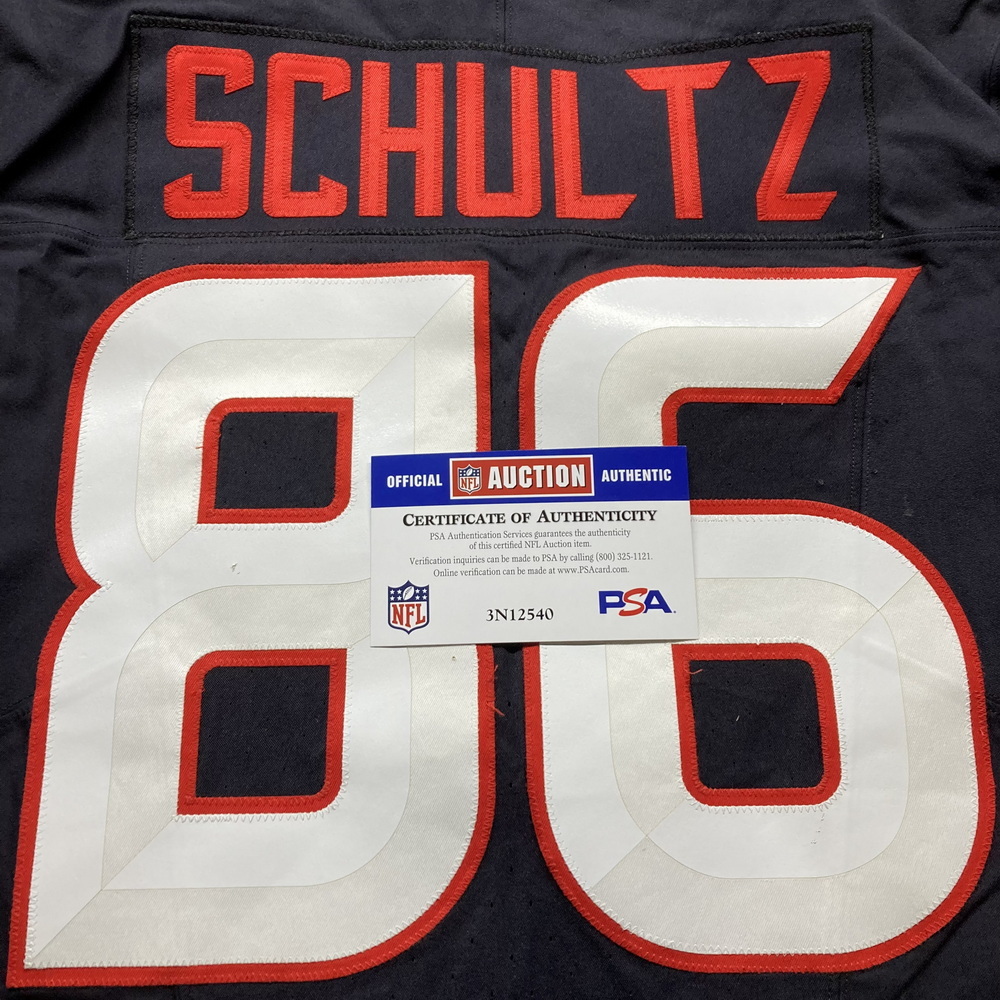 SCHULTZ
86
OFFICIAL NFL AUCTION AUTHENTIC
CERTIFICATE OF AUTHENTICITY
PSA Authentication Services guarantees the authenticity
of this certified NFL Auction item.
Verification inquiries can be made to PSA by calling (800) 325-1121.
Online verification can be made at www.PSAcard.com.
NFL
3N12540
PSA